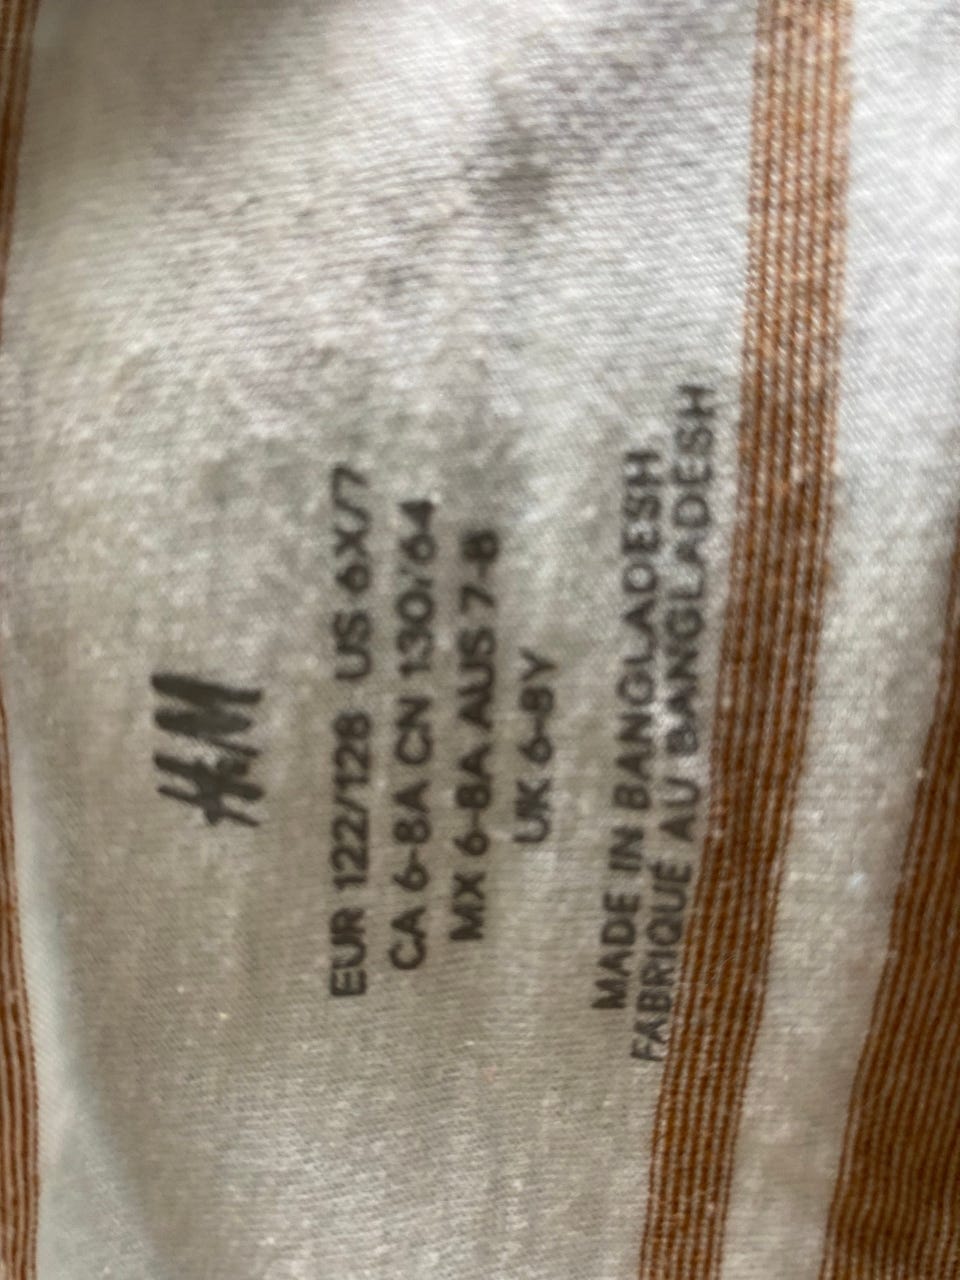 H&M
EUR 122/128 US 6X/7
CA 6-8A CN 130/64
MX 6-8A AUS 7-8
UK 6-8Y
MADE IN BANGLADESH
FABRIQUÉ AU BANGLADESH